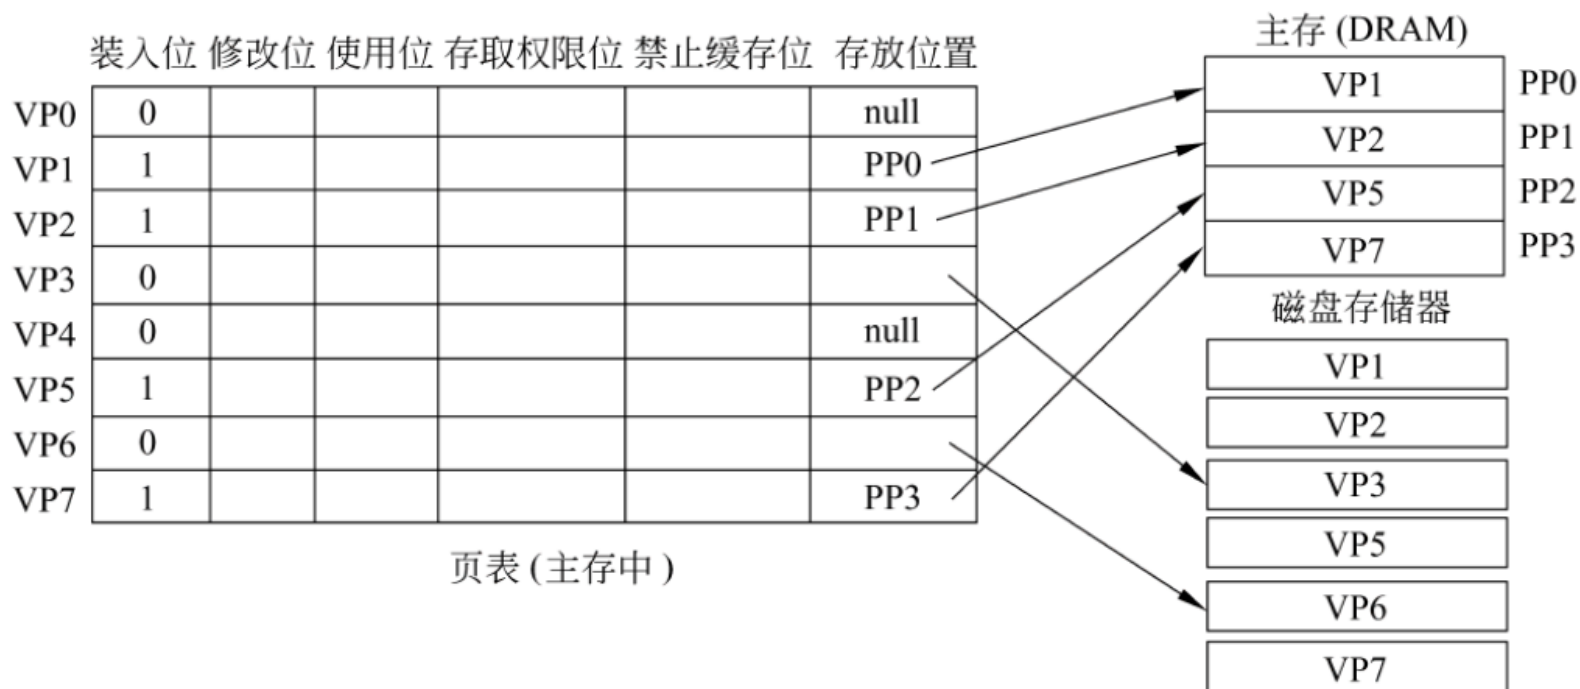 装入位 修改位 使用位 存取权限位 禁止缓存位 存放位置
VP0 0 null
VP1 1 PP0
VP2 1 PP1
VP3 0
VP4 0 null
VP5 1 PP2
VP6 0
VP7 1 PP3
页表 (主存中)
主存 (DRAM)
VP1 PP0
VP2 PP1
VP5 PP2
VP7 PP3
磁盘存储器
VP1
VP2
VP3
VP5
VP6
VP7